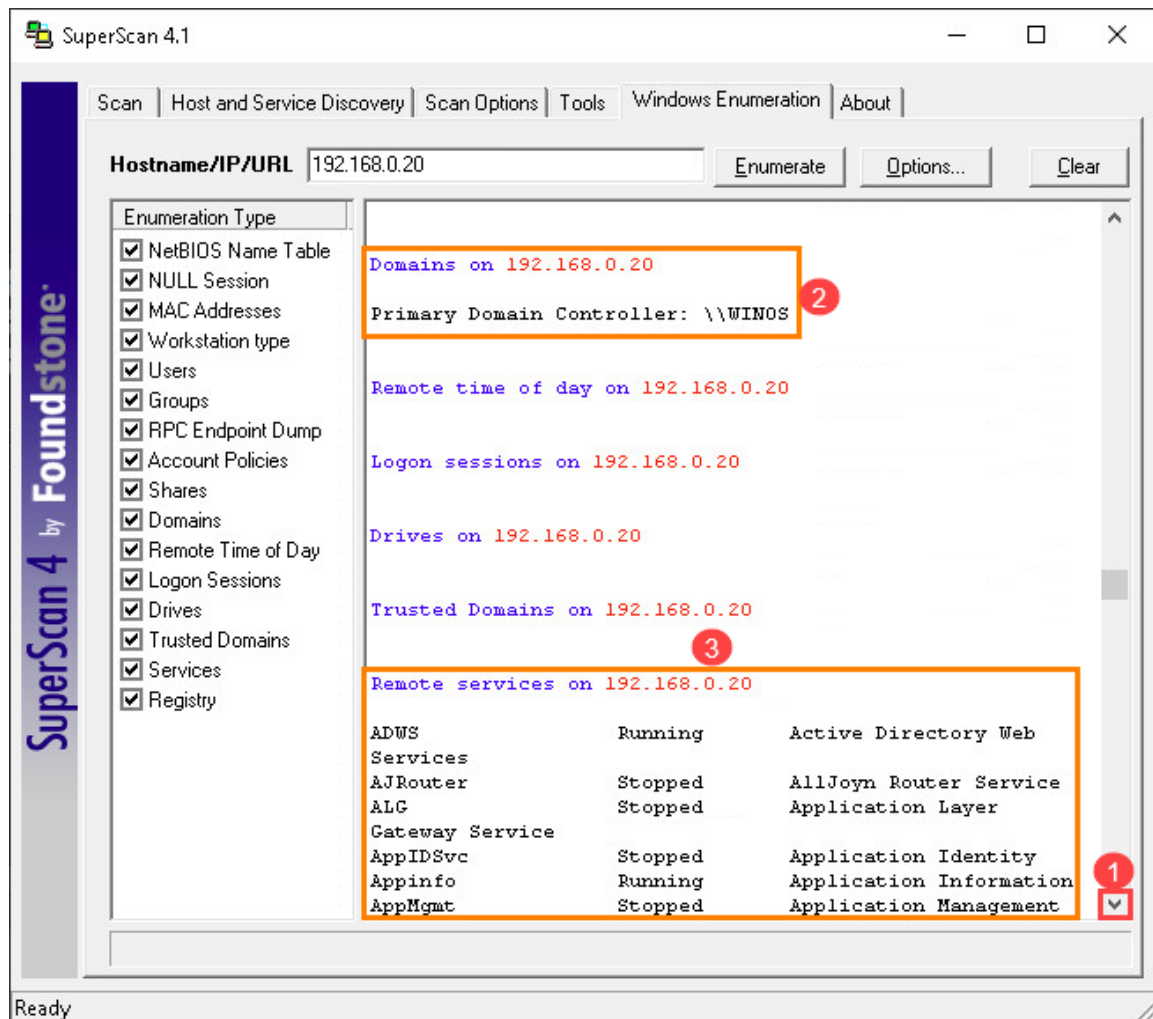 SuperScan 4.1
Scan
Host and Service Discovery
Scan Options
Tools
Windows Enumeration
About
Hostname/IP/URL
192.168.0.20
Enumerate
Options...
Clear
SuperScan 4 by Foundstone
Enumeration Type
NetBIOS Name Table
NULL Session
MAC Addresses
Workstation type
Users
Groups
RPC Endpoint Dump
Account Policies
Shares
Domains
Remote Time of Day
Logon Sessions
Drives
Trusted Domains
Services
Registry
Domains on 192.168.0.20
2
Primary Domain Controller: \\WINOS
Remote time of day on 192.168.0.20
Logon sessions on 192.168.0.20
Drives on 192.168.0.20
Trusted Domains on 192.168.0.20
3
Remote services on 192.168.0.20
ADWS Running Active Directory Web
Services
AJRouter Stopped AllJoyn Router Service
ALG Stopped Application Layer
Gateway Service
AppIDSvc Stopped Application Identity
Appinfo Running Application Information
AppMgmt Stopped Application Management
1
Ready